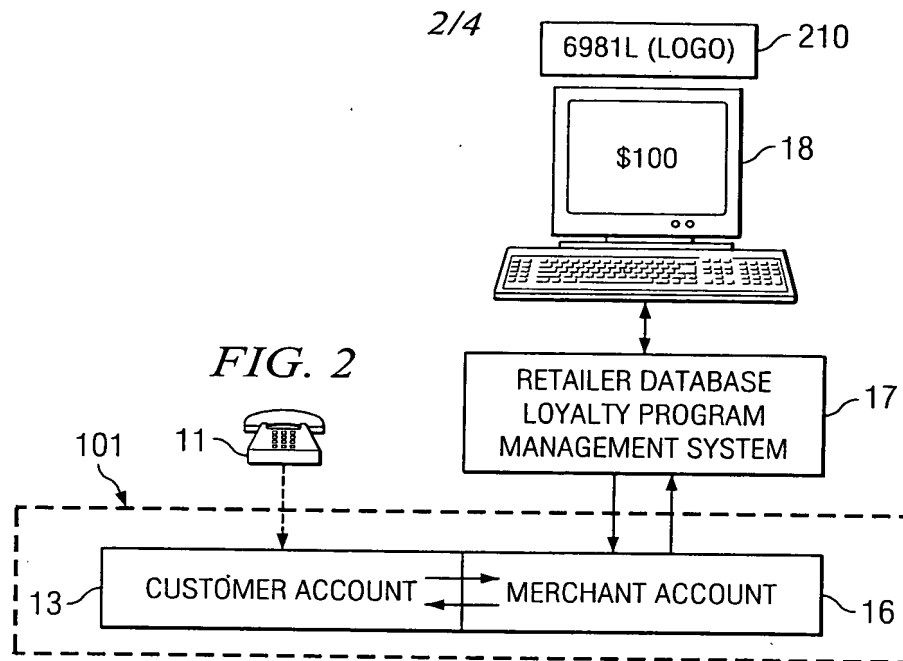 2/4
6981L (LOGO)
210
$100
18
FIG. 2
RETAILER DATABASE
LOYALTY PROGRAM
MANAGEMENT SYSTEM
17
11
101
CUSTOMER ACCOUNT
MERCHANT ACCOUNT
13
16